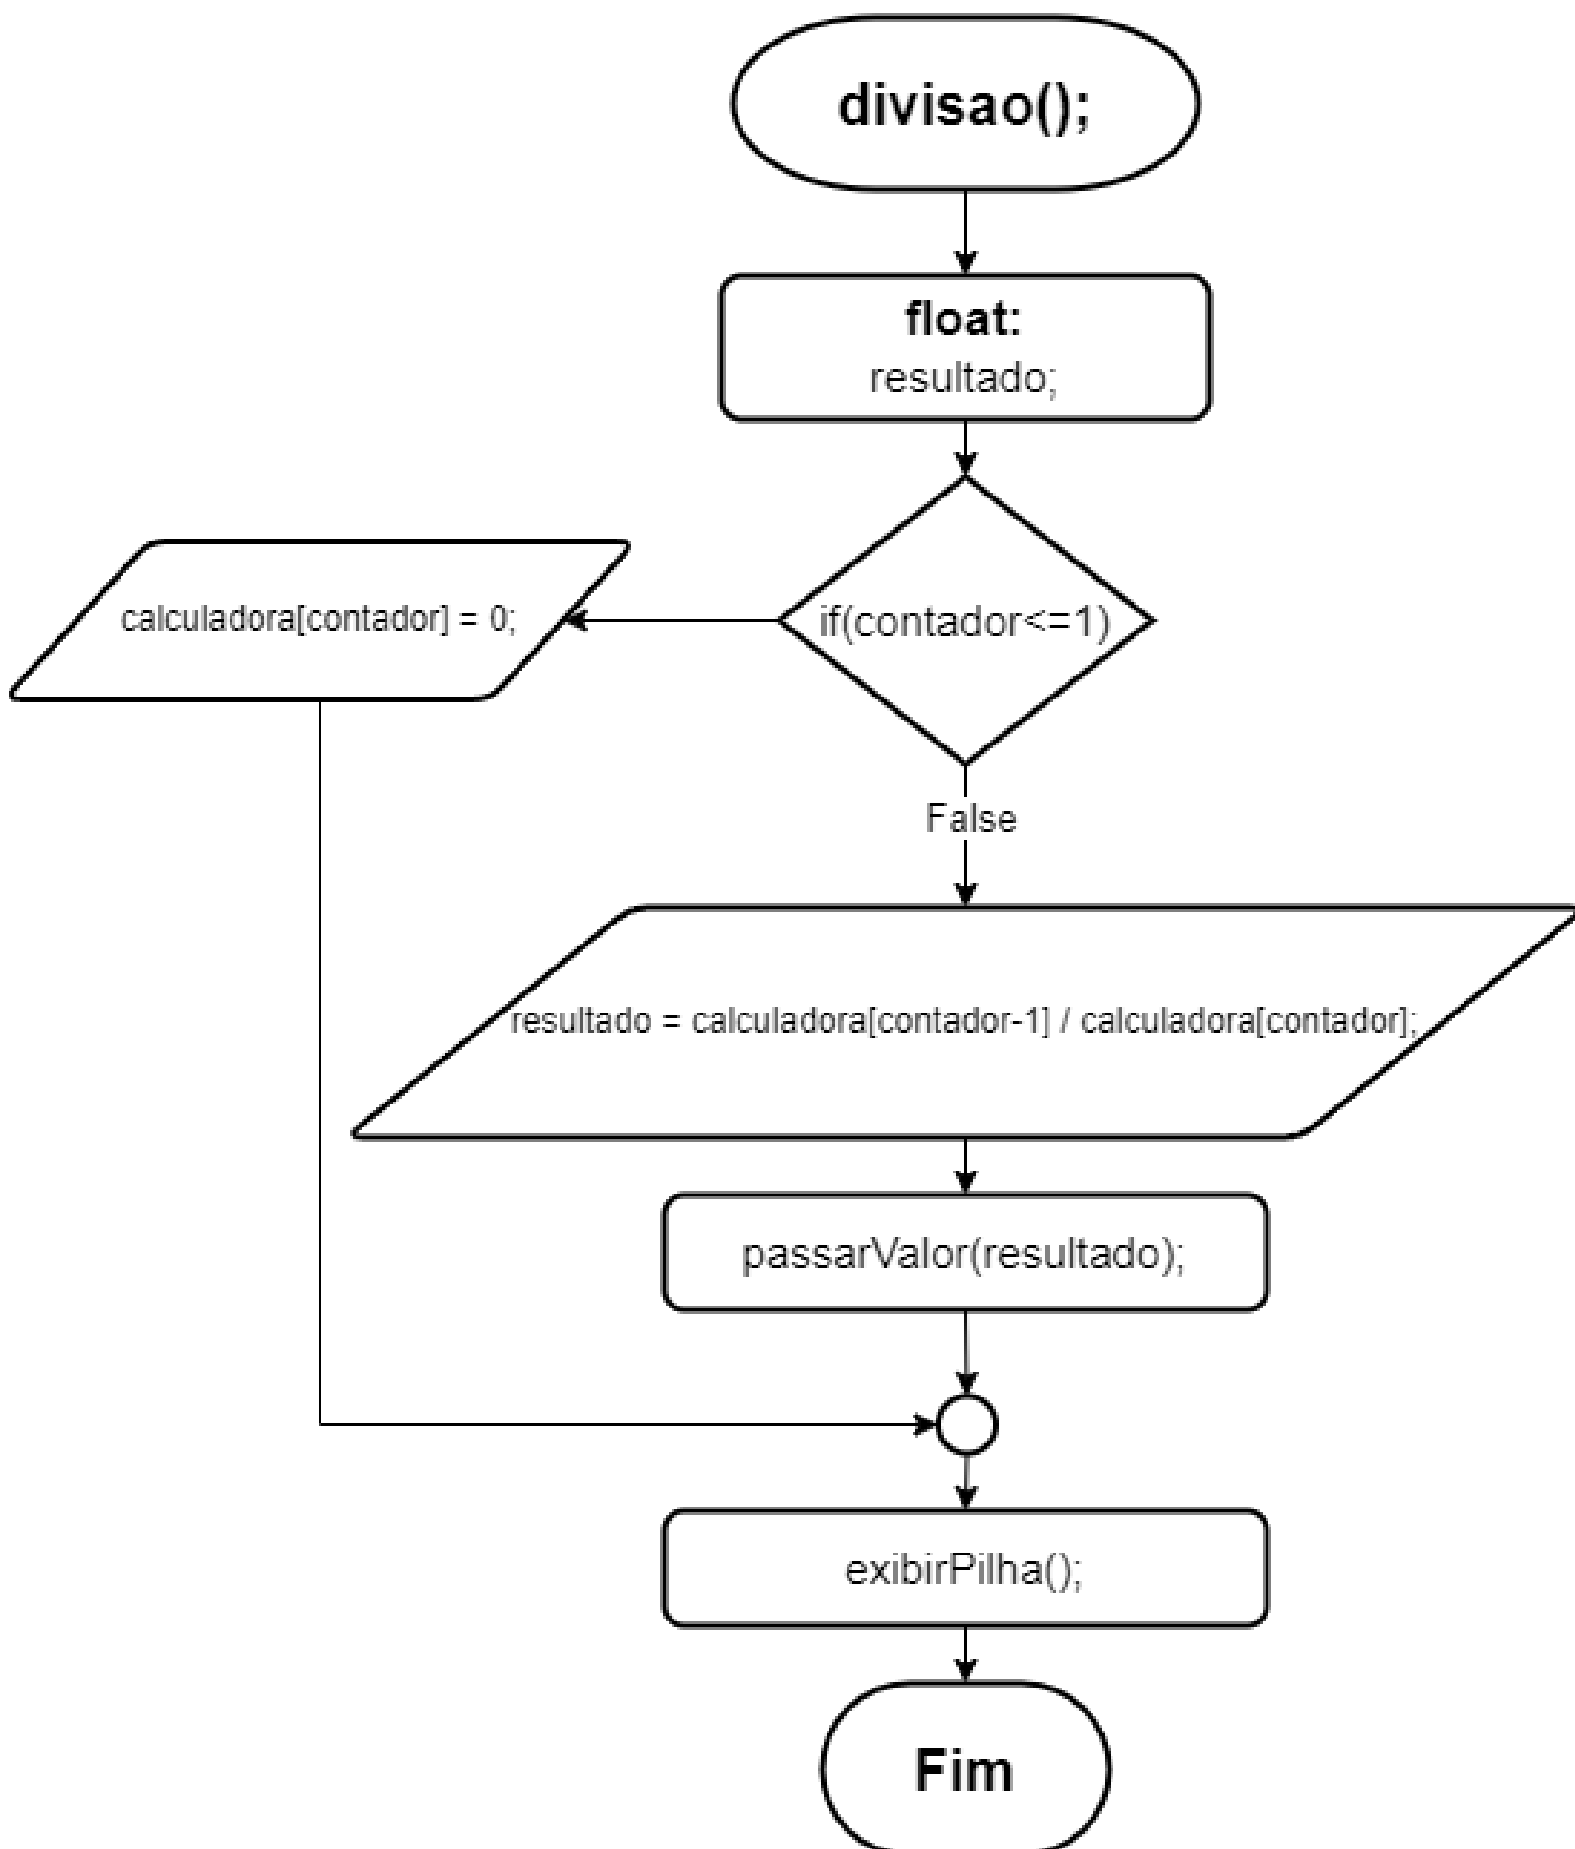 divisao();
float:
resultado;
if(contador<=1)
calculadora[contador] = 0;
False
resultado = calculadora[contador-1] / calculadora[contador];
passarValor(resultado);
exibirPilha();
Fim